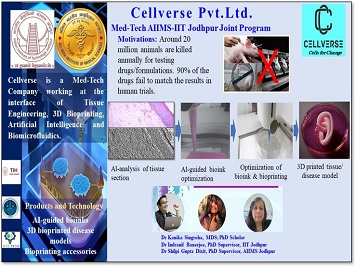 Cellverse Pvt.Ltd.
Med-Tech AIIMS-IIT Jodhpur Joint Program
Motivations: Around 20
million animals are killed
annually for testing
drugs/formulations. 90% of the
drugs fail to match the results in
human trials.
CELLVERSE
Cells for Change
Cellverse is a Med-Tech
Company working at the
interface of Tissue
Engineering, 3D Bioprinting,
Artificial Intelligence and
Biomicrofluidics.
AI-analysis of tissue
section
AI-guided bioink
optimization
Optimization of
bioink & bioprinting
3D printed tissue/
disease model
Products and Technology
AI-guided bioinks
3D bioprinted disease
models
Bioprinting accessories
Dr Kanika Singroha, MDS; PhD Scholar
Dr Indranil Banerjee, PhD Supervisor, IIT Jodhpur
Dr Shilpi Gupta Dixit, PhD Supervisor, AIIMS Jodhpur